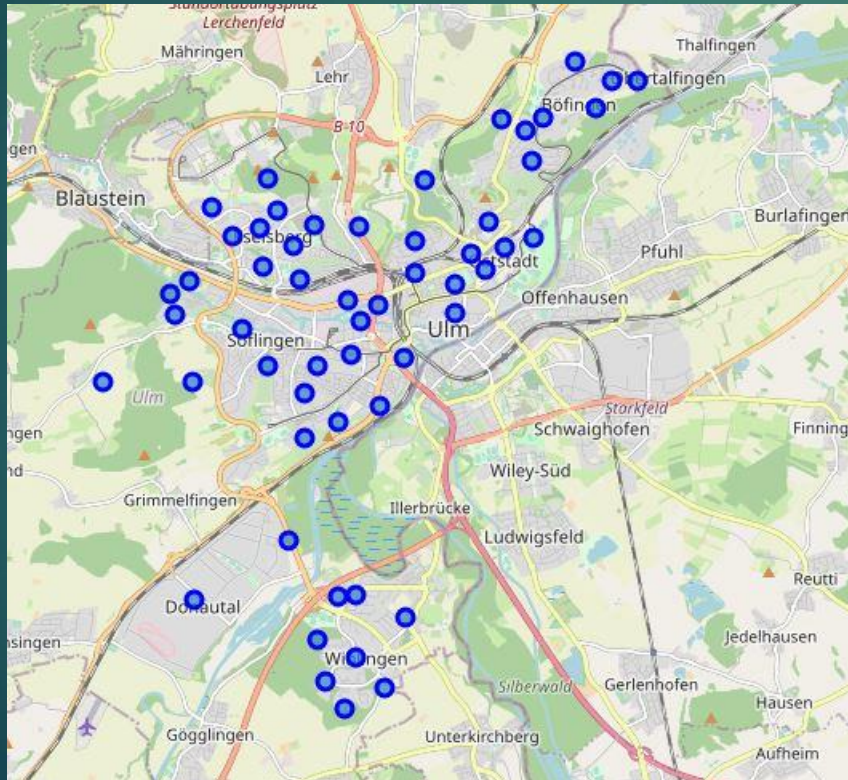 Standortübungsplatz
Lerchenfeld
Mähringen
Thalfingen
Lehr
B 10
Blaustein
Burlafingen
Pfuhl
Offenhausen
Ulm
Söflingen
Ulm
Starkfeld
Schwaighofen
Wiley-Süd
Grimmelfingen
Illerbrücke
Ludwigsfeld
Reutti
Jedelhausen
Silberwald
Gerlenhofen
Hausen
Gögglingen
Unterkirchberg
Aufheim